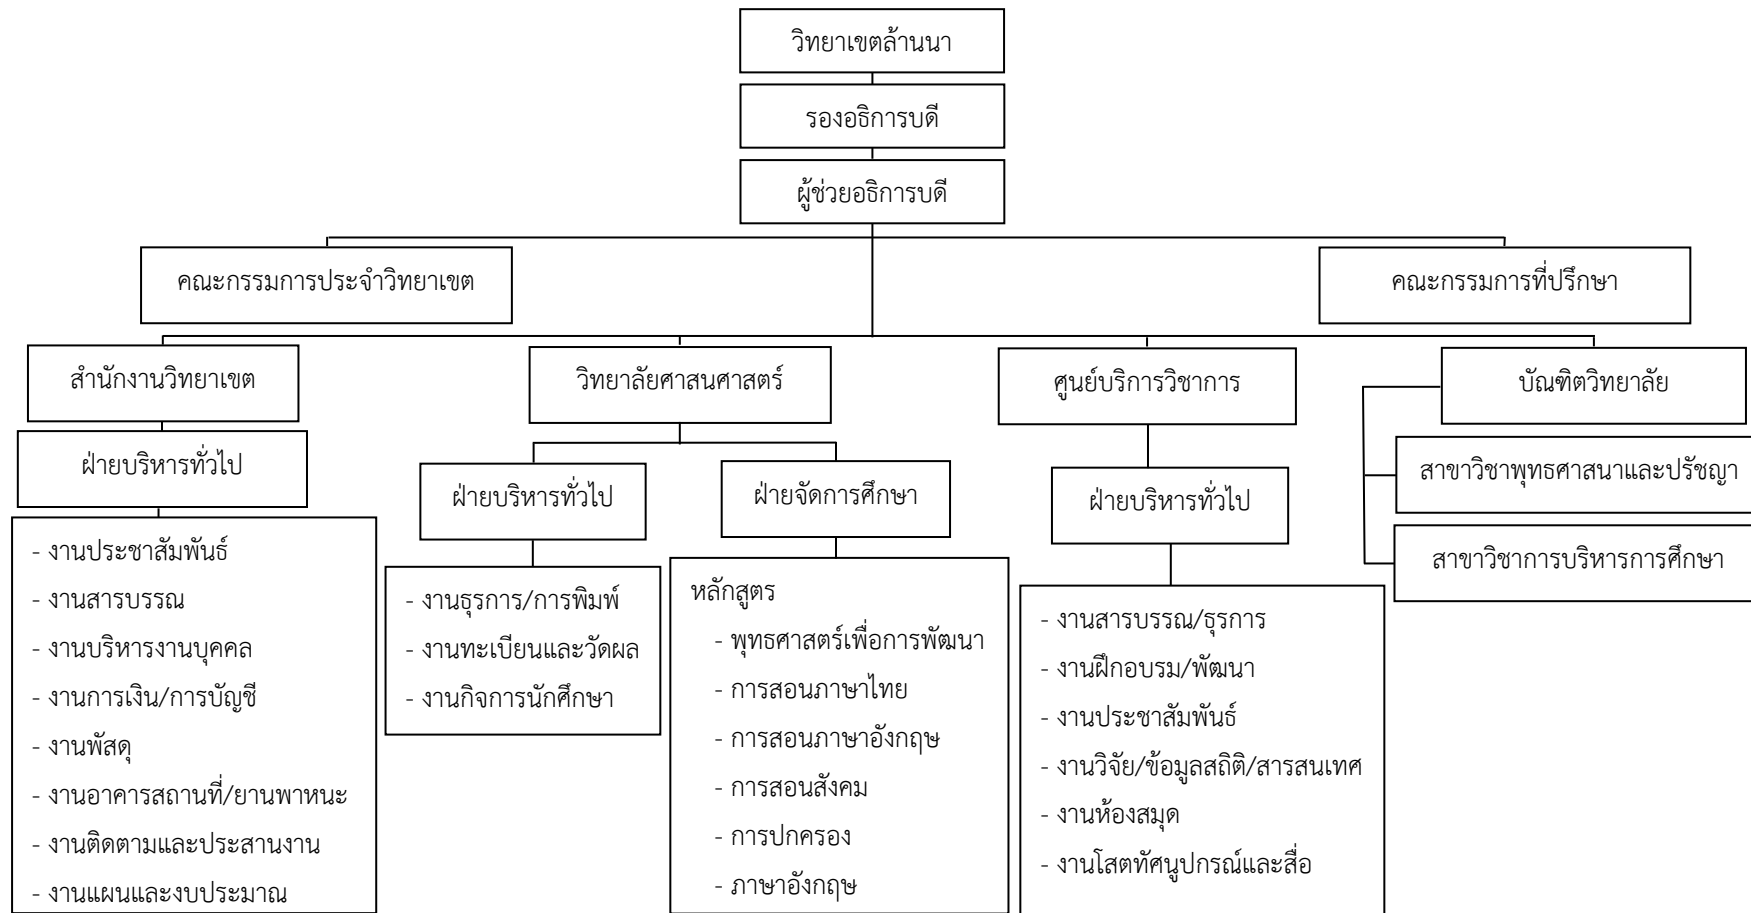 วิทยาเขตล้านนา
รองอธิการบดี
ผู้ช่วยอธิการบดี
คณะกรรมการประจำวิทยาเขต
คณะกรรมการที่ปรึกษา
สำนักงานวิทยาเขต
ฝ่ายบริหารทั่วไป
- งานประชาสัมพันธ์
- งานสารบรรณ
- งานบริหารงานบุคคล
- งานการเงิน/การบัญชี
- งานพัสดุ
- งานอาคารสถานที่/ยานพาหนะ
- งานติดตามและประสานงาน
- งานแผนและงบประมาณ
วิทยาลัยศาสนศาสตร์
ฝ่ายบริหารทั่วไป
- งานธุรการ/การพิมพ์
- งานทะเบียนและวัดผล
- งานกิจการนักศึกษา
ฝ่ายจัดการศึกษา
หลักสูตร
- พุทธศาสตร์เพื่อการพัฒนา
- การสอนภาษาไทย
- การสอนภาษาอังกฤษ
- การสอนสังคม
- การปกครอง
- ภาษาอังกฤษ
ศูนย์บริการวิชาการ
ฝ่ายบริหารทั่วไป
- งานสารบรรณ/ธุรการ
- งานฝึกอบรม/พัฒนา
- งานประชาสัมพันธ์
- งานวิจัย/ข้อมูลสถิติ/สารสนเทศ
- งานห้องสมุด
- งานโสตทัศนูปกรณ์และสื่อ
บัณฑิตวิทยาลัย
สาขาวิชาพุทธศาสนาและปรัชญา
สาขาวิชาการบริหารการศึกษา